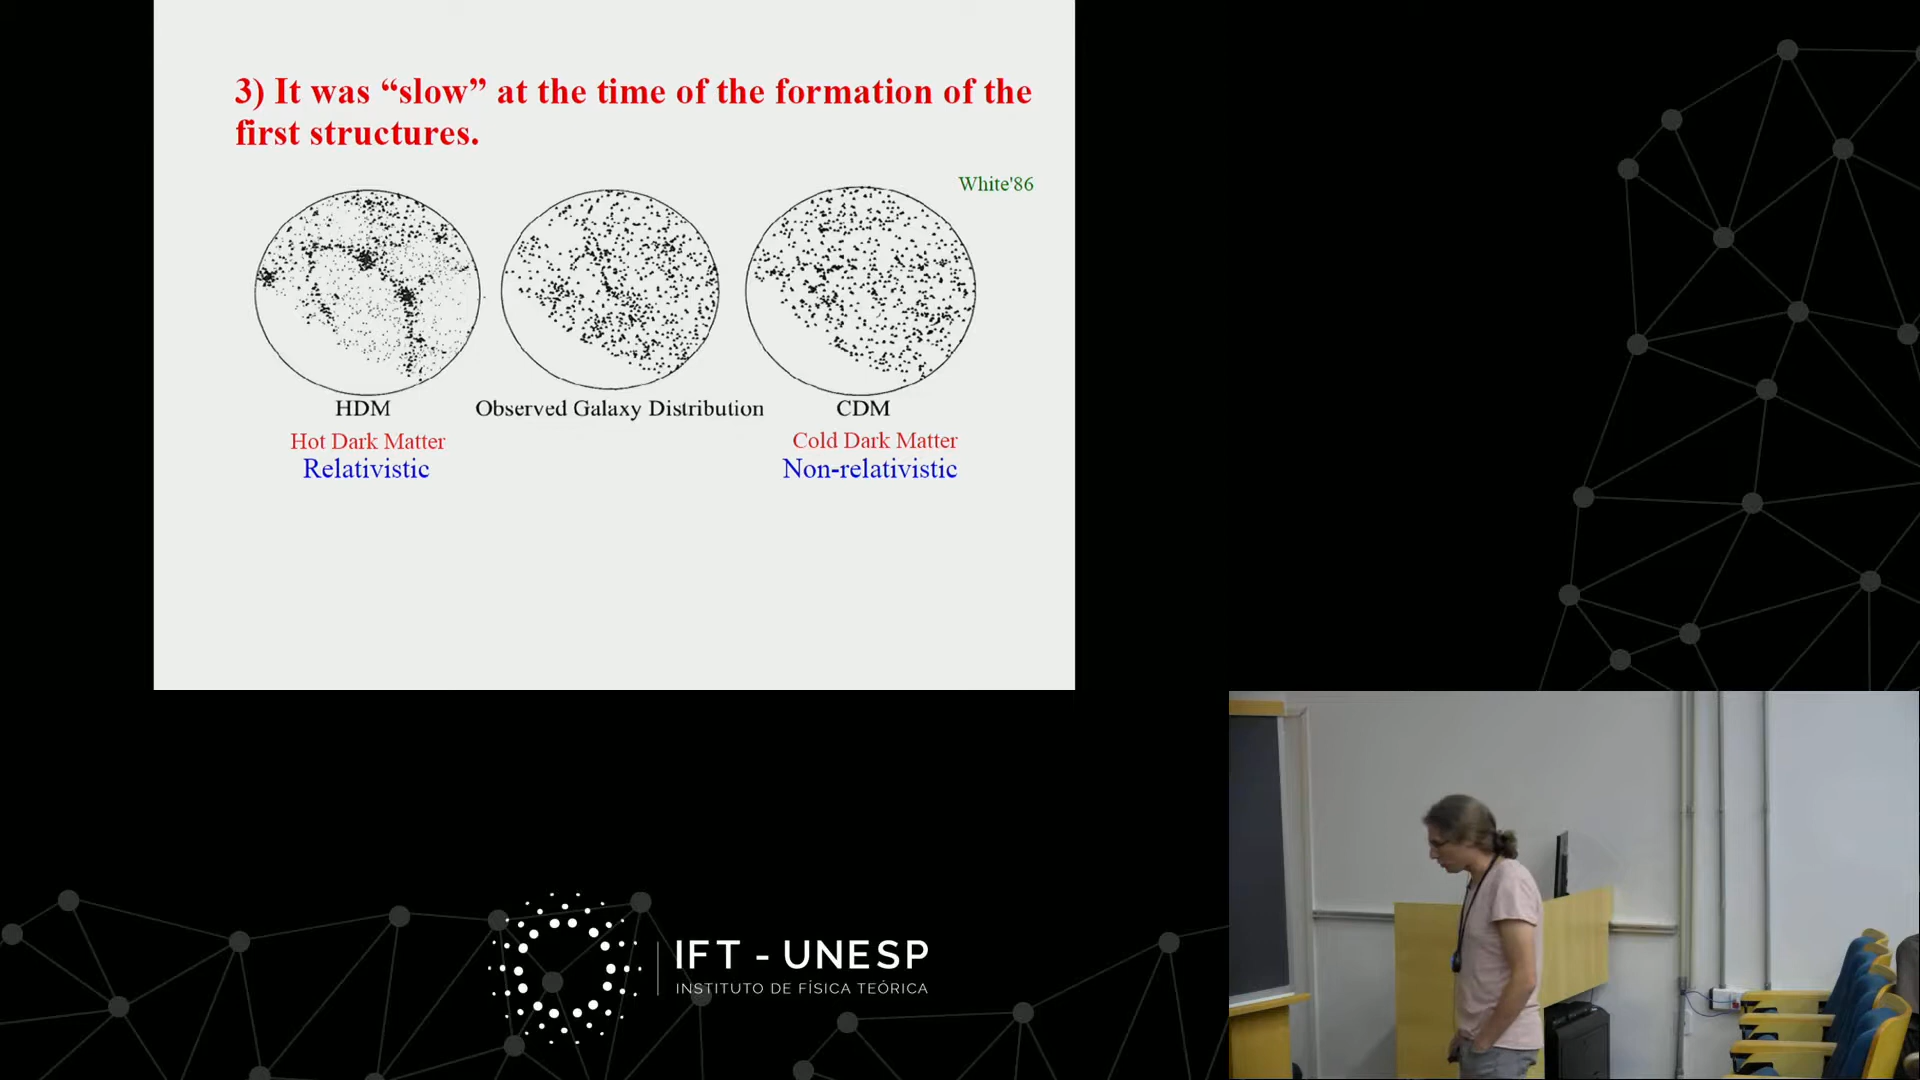 3) It was “slow” at the time of the formation of the
first structures.
White'86
HDM
Observed Galaxy Distribution
CDM
Hot Dark Matter
Cold Dark Matter
Relativistic
Non-relativistic
IFT - UNESP
INSTITUTO DE FÍSICA TEÓRICA